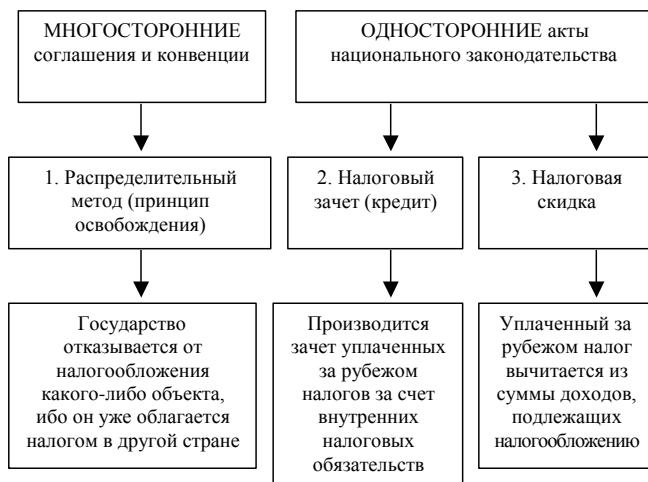 МНОГОСТОРОННИЕ
соглашения и конвенции
ОДНОСТОРОННИЕ акты
национального законодательства
1. Распределительный
метод (принцип
освобождения)
2. Налоговый
зачет (кредит)
3. Налоговая
скидка
Государство
отказывается от
налогообложения
какого-либо объекта,
ибо он уже облагается
налогом в другой стране
Производится
зачет уплаченных
за рубежом
налогов за счет
внутренних
налоговых
обязательств
Уплаченный за
рубежом налог
вычитается из
суммы доходов,
подлежащих
налогообложению